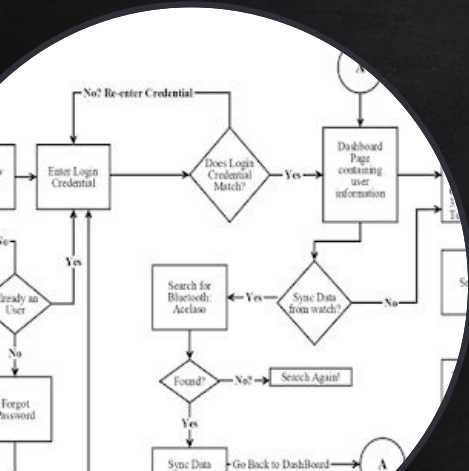 A
No? Re-enter Credential
Enter Login
Credential
Does Login
Credential
Match?
Yes
Dashboard
Page
containing
user
information
No
Yes
Already an
User
Search for
Bluetooth:
Acelaso
Yes
Sync Data
from watch?
No
No
Found?
No?
Search Again!
Forgot
Password
Yes
Sync Data
Go Back to DashBoard
A